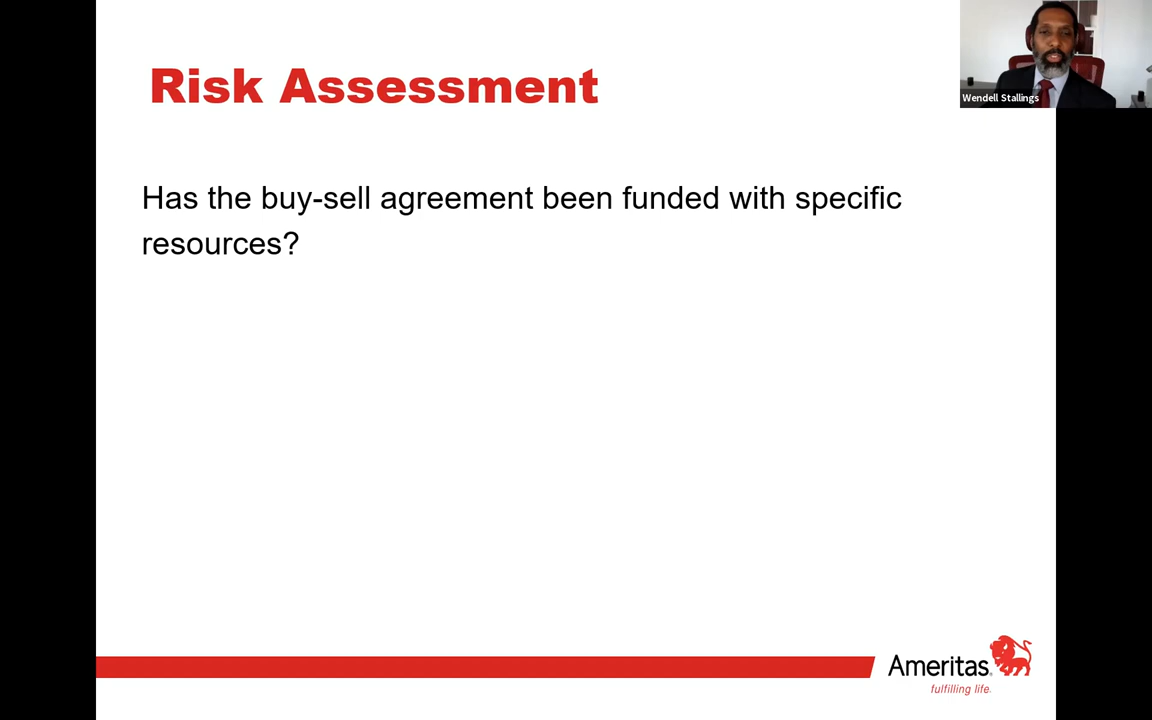 Risk Assessment
Wendell Stallings
Has the buy-sell agreement been funded with specific
resources?
Ameritas
fulfilling life